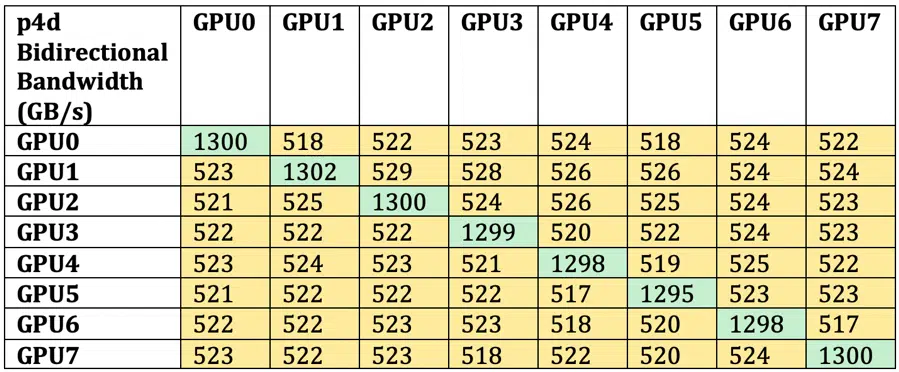 p4d Bidirectional Bandwidth (GB/s) GPU0 GPU1 GPU2 GPU3 GPU4 GPU5 GPU6 GPU7
GPU0 1300 518 522 523 524 518 524 522
GPU1 523 1302 529 528 526 526 524 524
GPU2 521 525 1300 524 526 525 524 523
GPU3 522 522 522 1299 520 522 524 523
GPU4 523 524 523 521 1298 519 525 522
GPU5 521 522 522 522 517 1295 523 523
GPU6 522 522 523 523 518 520 1298 517
GPU7 523 522 523 518 522 520 524 1300